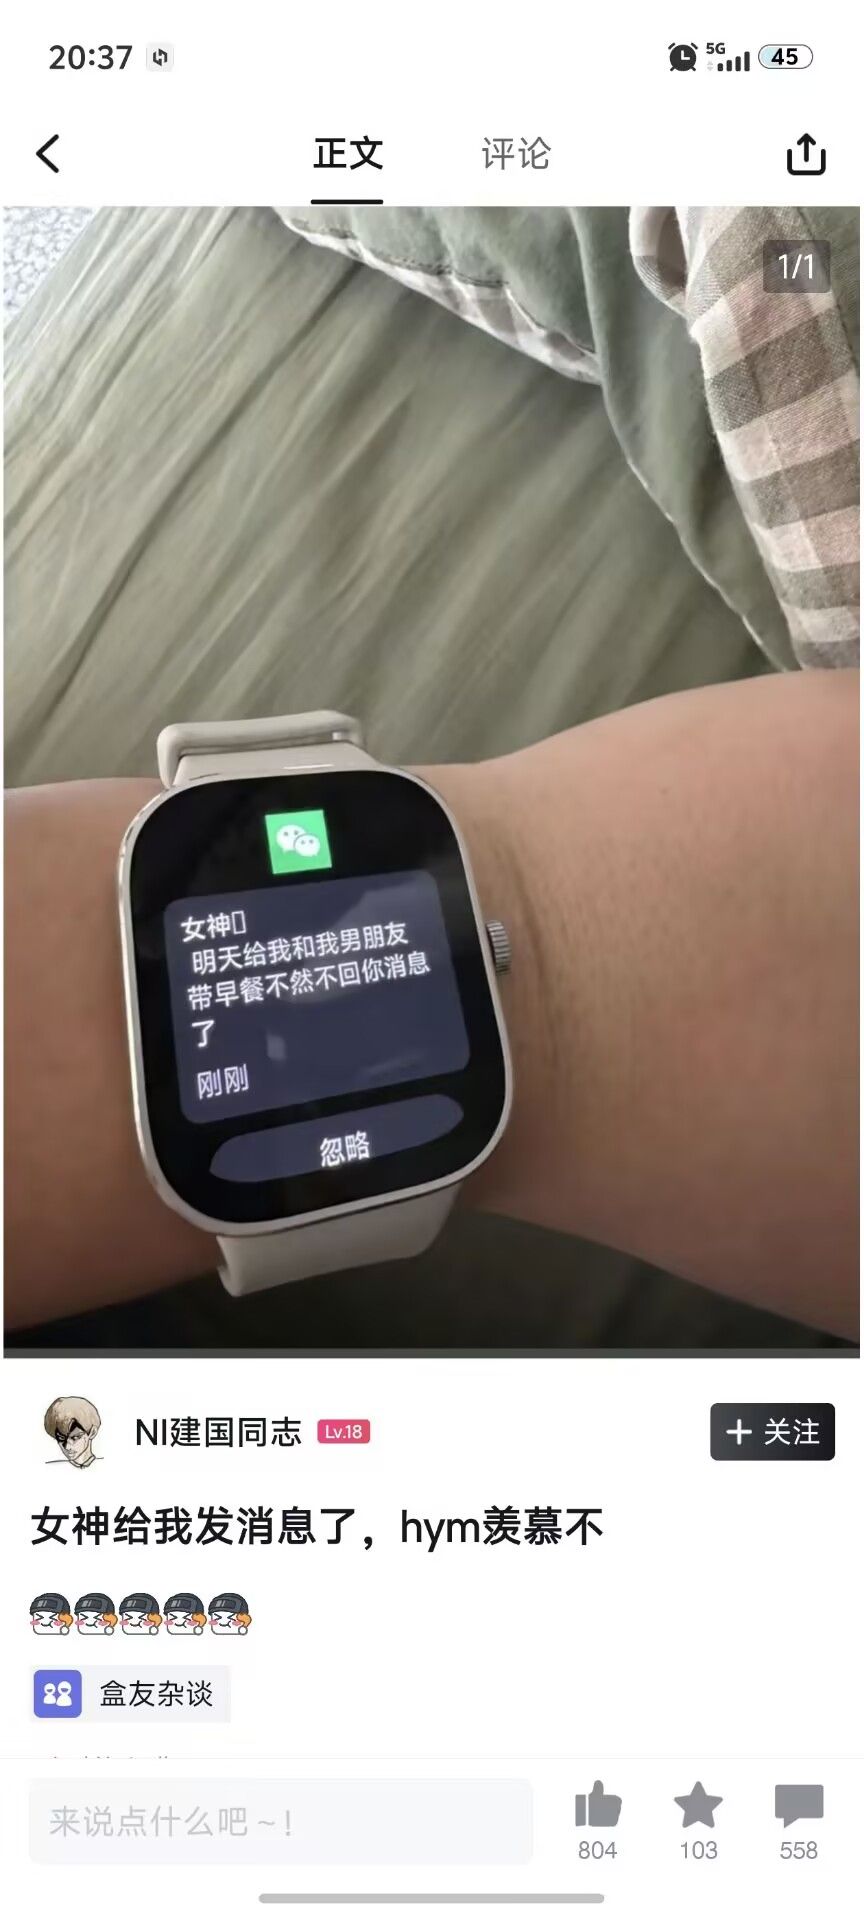 20:37
5G
45
正文
评论
1/1
女神
明天给我和我男朋友
带早餐不然不回你消息
了
刚刚
忽略
NI建国同志
Lv.18
+ 关注
女神给我发消息了，hym羡慕不
盒友杂谈
来说点什么吧～!
804
103
558